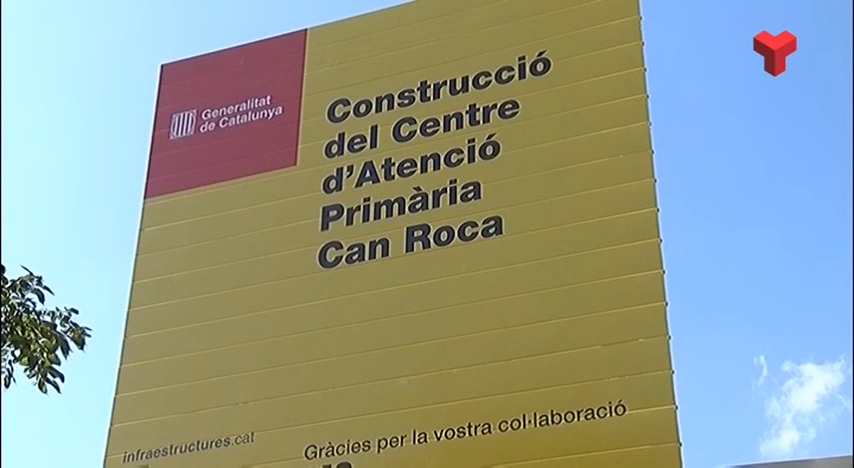 Generalitat
de Catalunya
Construcció
del Centre
d'Atenció
Primària
Can Roca
infraestructures.cat
Gràcies per la vostra col·laboració